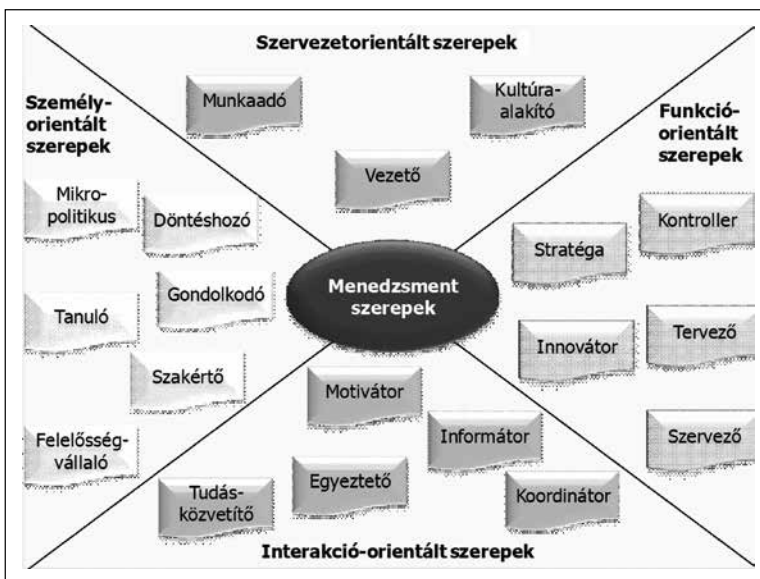 Szervezetorientált szerepek
Munkaadó
Kultúra-
alakító
Vezető
Személy-
orientált
szerepek
Mikro-
politikus
Döntéshozó
Gondolkodó
Tanuló
Szakértő
Felelősség-
vállaló
Menedzsment
szerepek
Funkció-
orientált
szerepek
Kontroller
Stratéga
Innovátor
Tervező
Szervező
Motivátor
Informátor
Egyeztető
Tudás-
közvetítő
Koordinátor
Interakció-orientált szerepek